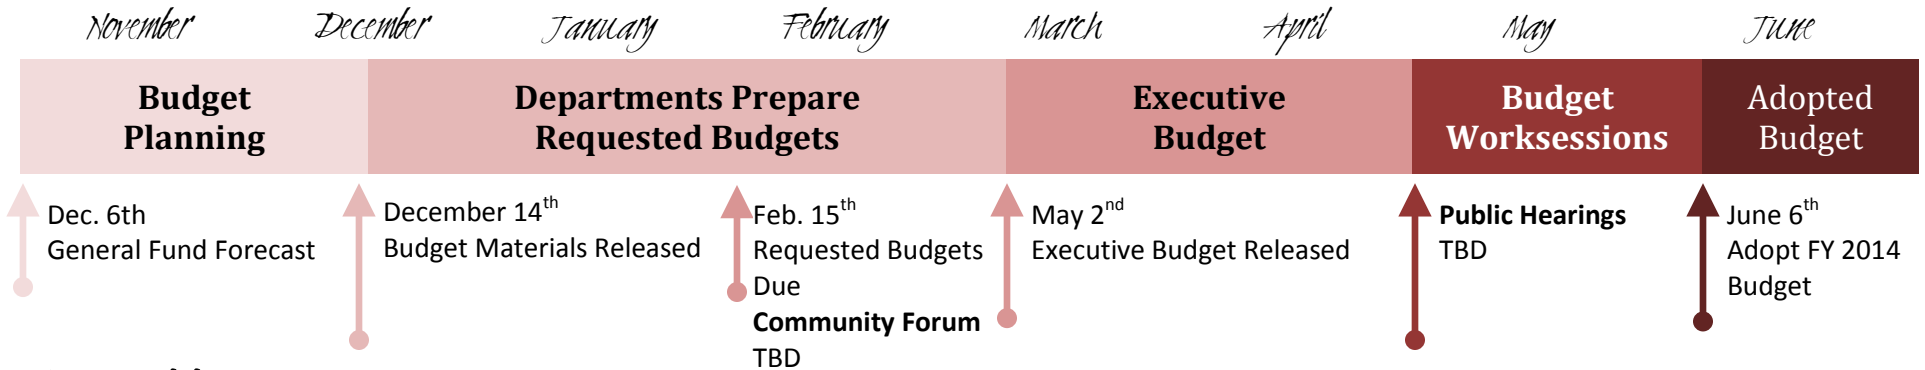 November December January February March April May June
Budget
Planning
Departments Prepare
Requested Budgets
Executive
Budget
Budget
Worksessions
Adopted
Budget
Dec. 6th
General Fund Forecast
December 14th
Budget Materials Released
Feb. 15th
Requested Budgets
Due
Community Forum
TBD
May 2nd
Executive Budget Released
Public Hearings
TBD
June 6th
Adopt FY 2014
Budget